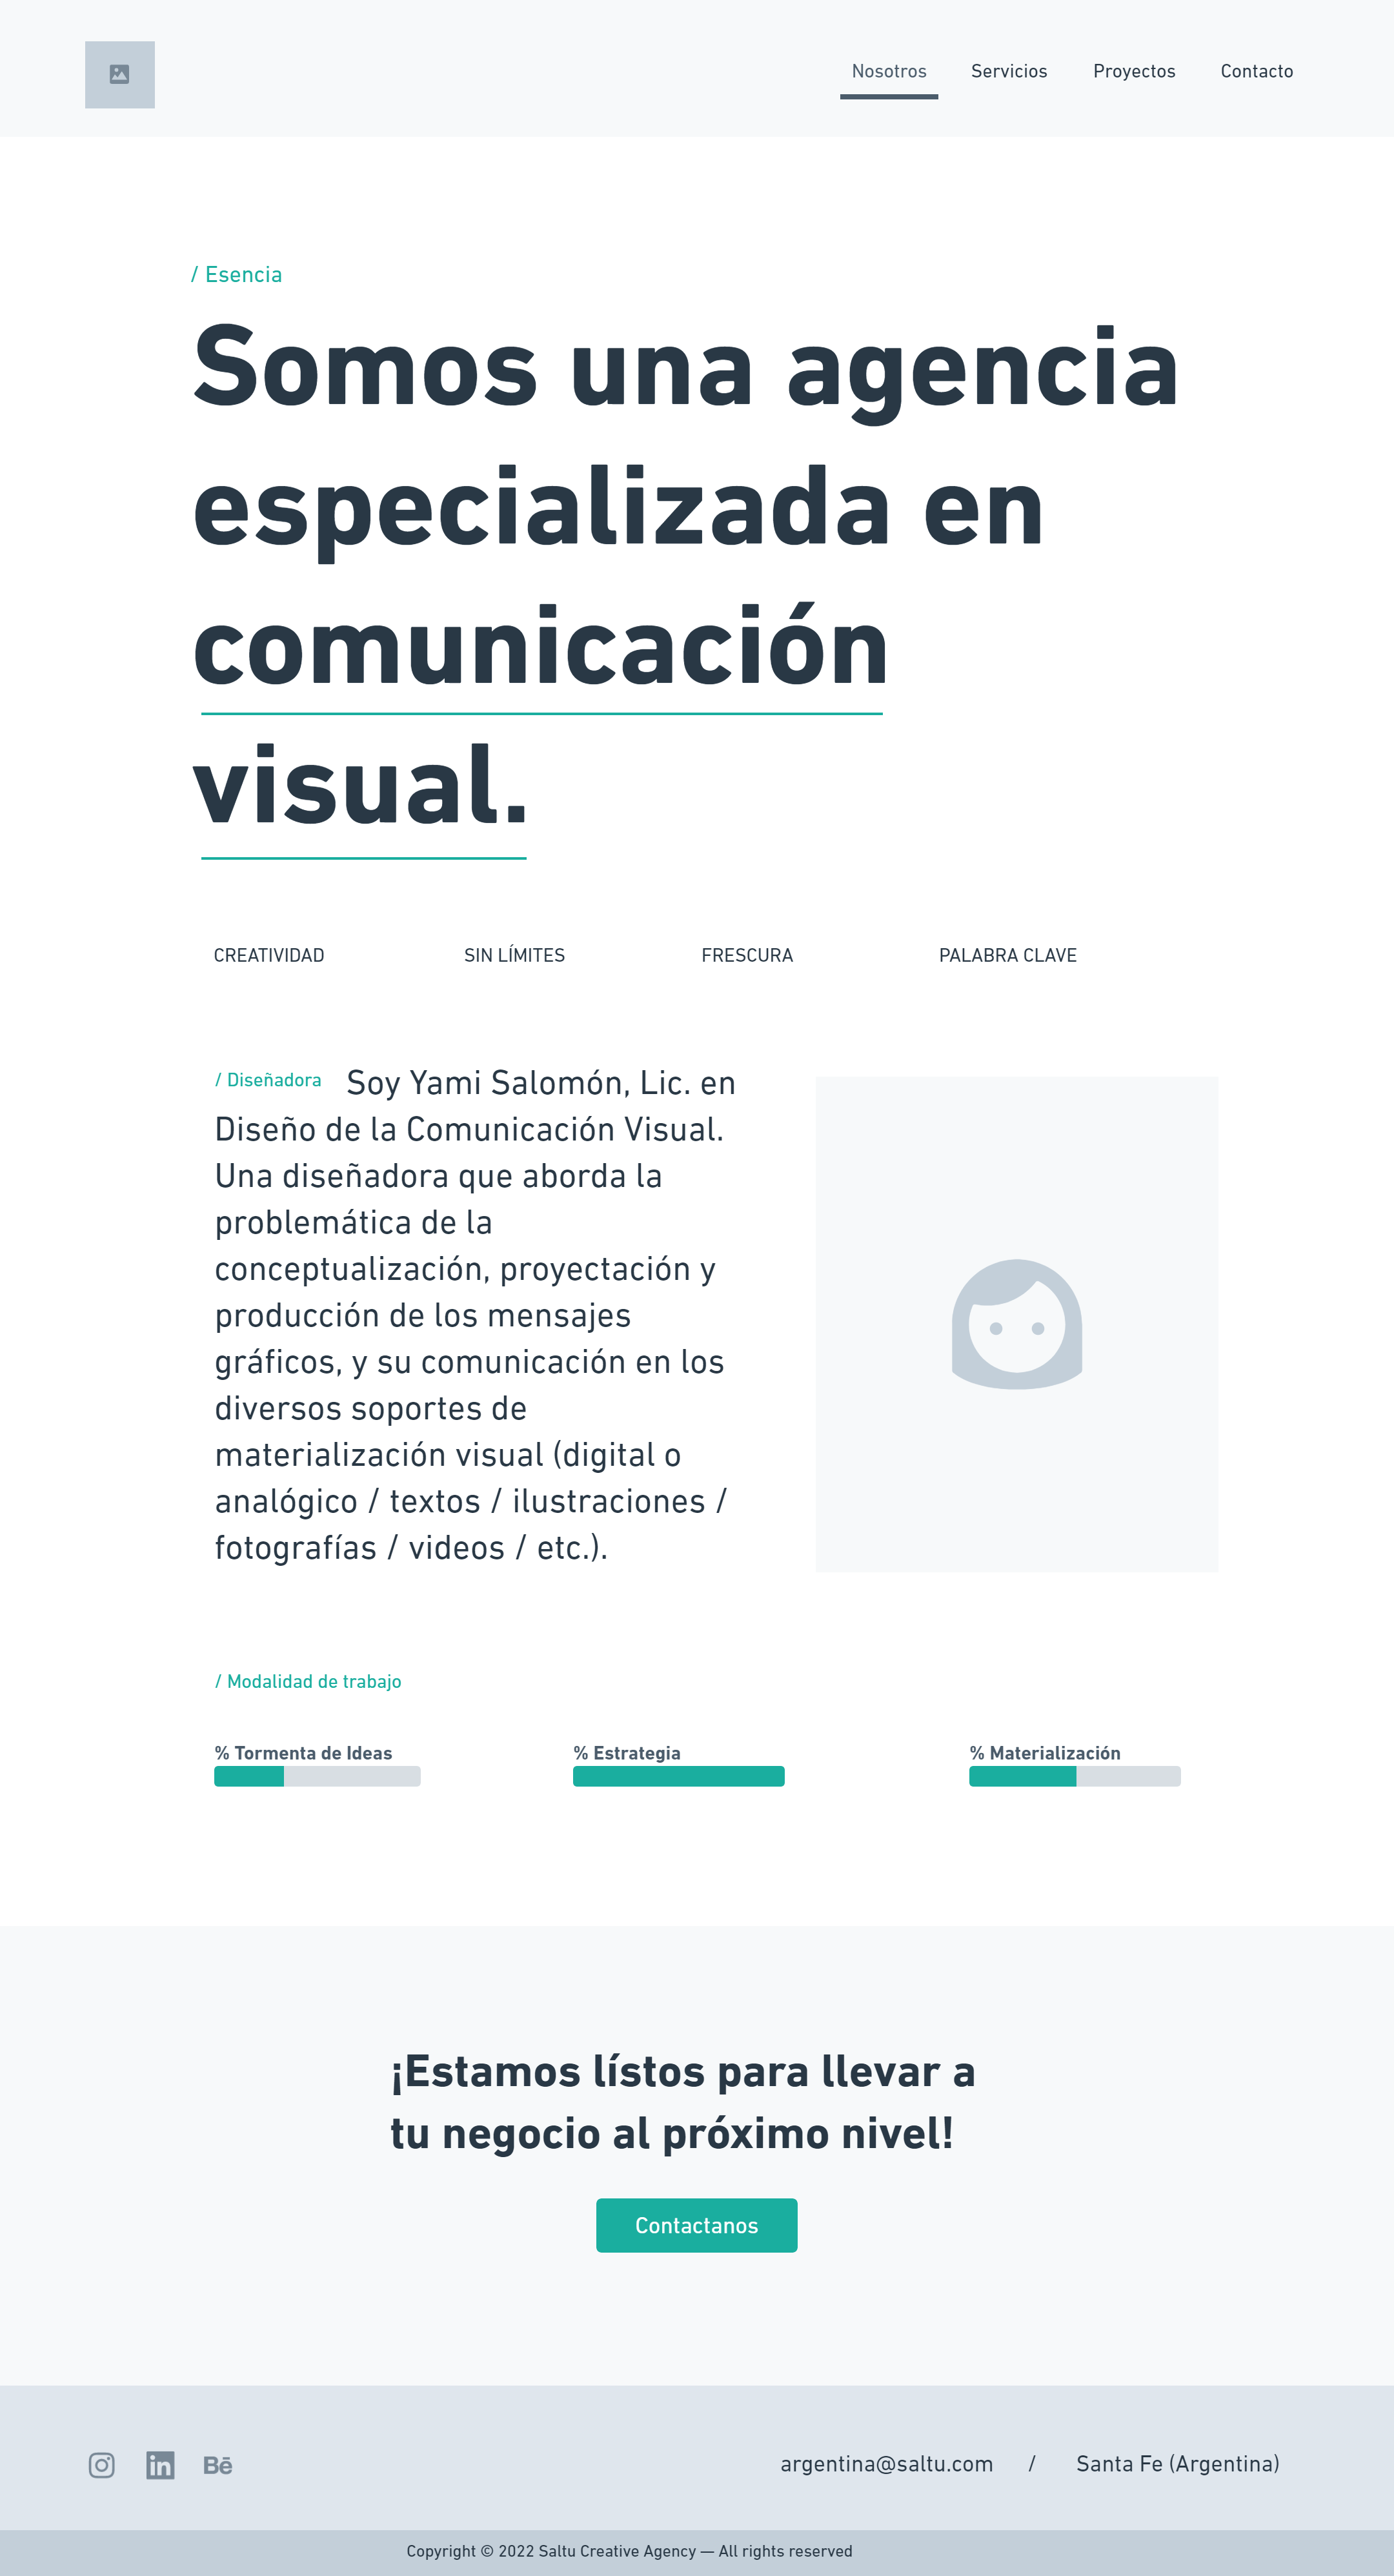 Nosotros Servicios Proyectos Contacto
/ Esencia
Somos una agencia
especializada en
comunicación
visual.
CREATIVIDAD SIN LÍMITES FRESCURA PALABRA CLAVE
/ Diseñadora Soy Yami Salomón, Lic. en
Diseño de la Comunicación Visual.
Una diseñadora que aborda la
problemática de la
conceptualización, proyectación y
producción de los mensajes
gráficos, y su comunicación en los
diversos soportes de
materialización visual (digital o
analógico / textos / ilustraciones /
fotografías / videos / etc.).
/ Modalidad de trabajo
% Tormenta de Ideas % Estrategia % Materialización
¡Estamos lístos para llevar a
tu negocio al próximo nivel!
Contactanos
in Bē argentina@saltu.com / Santa Fe (Argentina)
Copyright © 2022 Saltu Creative Agency — All rights reserved